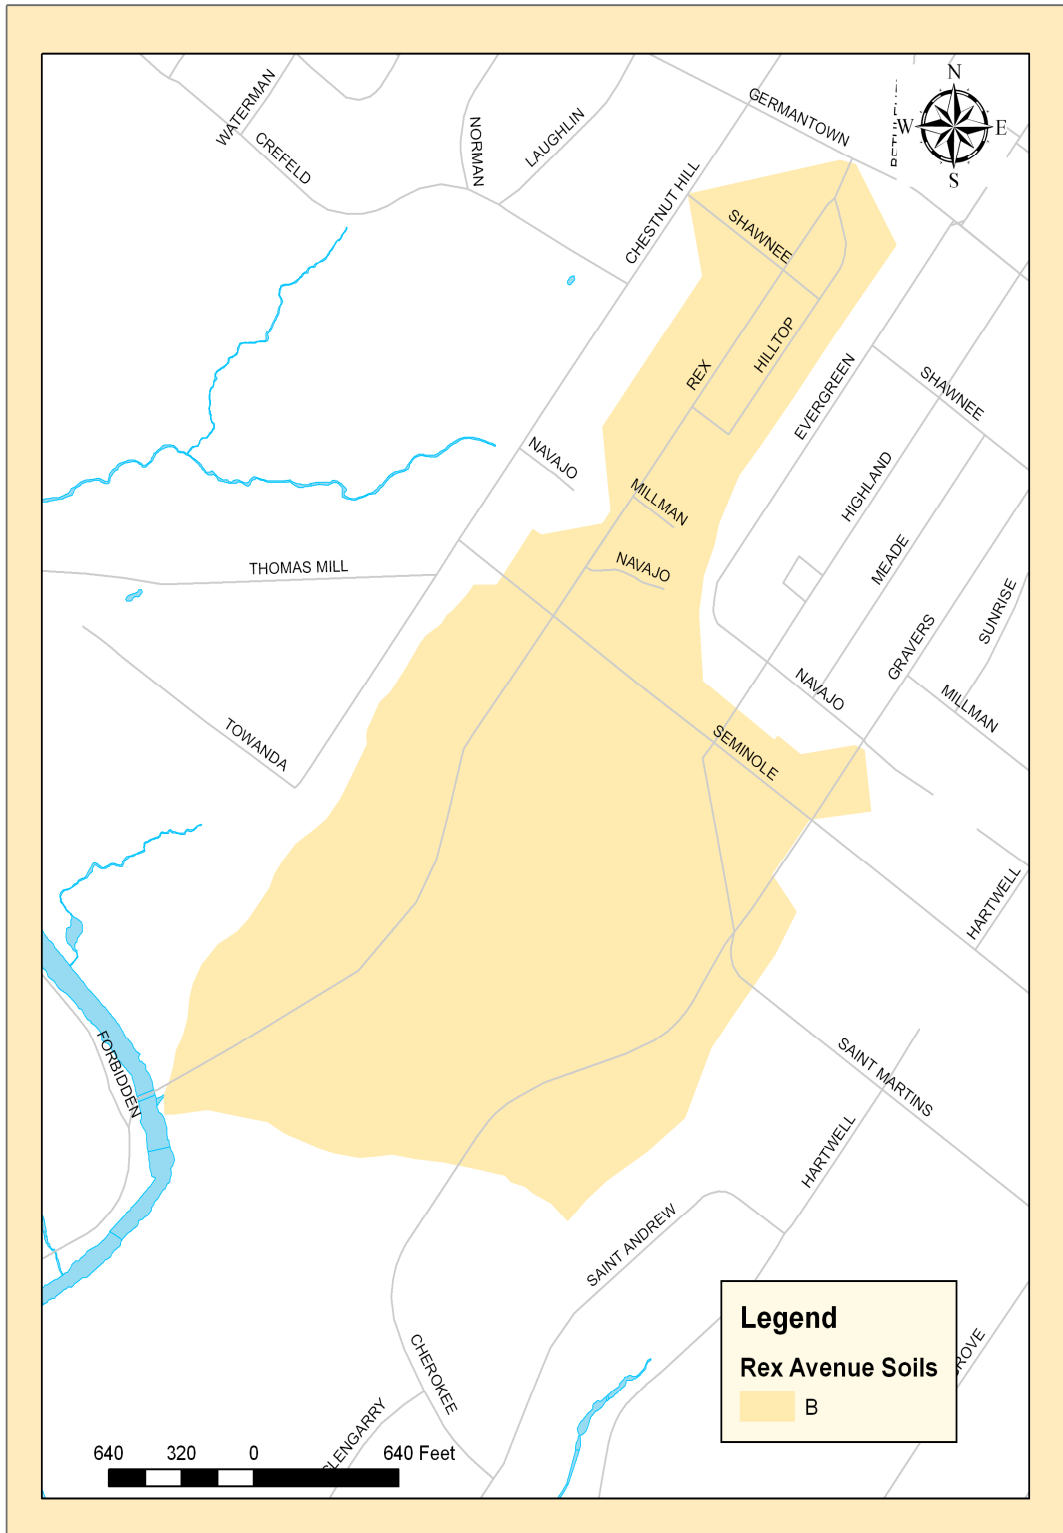 N
W
E
S
GERMANTOWN
WATERMAN
CREFELD
NORMAN
LAUGHLIN
CHESTNUT HILL
SHAWNEE
HILLTOP
REX
EVERGREEN
SHAWNEE
NAVAJO
HIGHLAND
MILLMAN
MEADE
THOMAS MILL
NAVAJO
SUNRISE
GRAVERS
NAVAJO
MILLMAN
TOWANDA
SEMINOLE
HARTWELL
FORBIDDEN
SAINT MARTINS
HARTWELL
SAINT ANDREW
CHEROKEE
Legend
Rex Avenue Soils
B
640 320 0 640 Feet